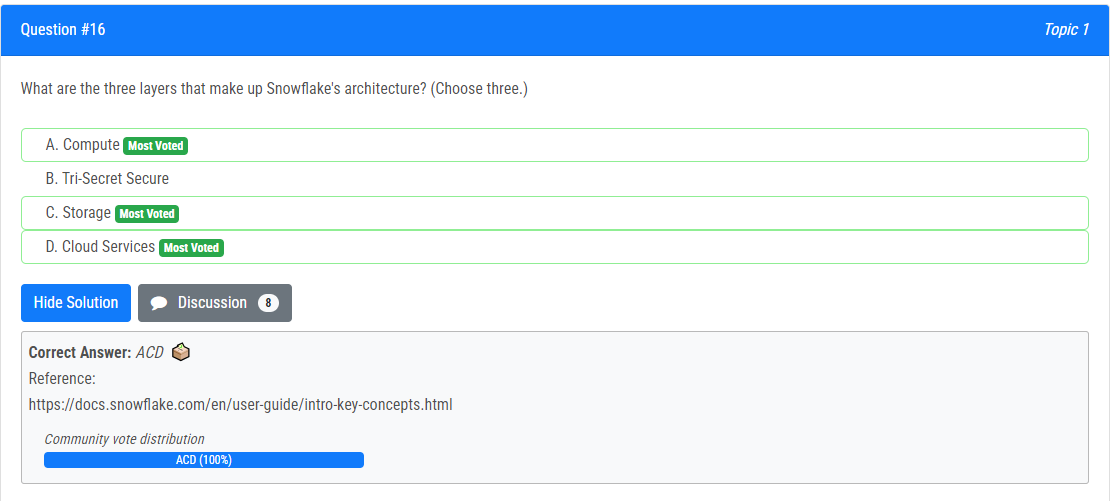 Question #16 Topic 1
What are the three layers that make up Snowflake's architecture? (Choose three.)
A. Compute Most Voted
B. Tri-Secret Secure
C. Storage Most Voted
D. Cloud Services Most Voted
Hide Solution Discussion 8
Correct Answer: ACD
Reference:
https://docs.snowflake.com/en/user-guide/intro-key-concepts.html
Community vote distribution
ACD (100%)